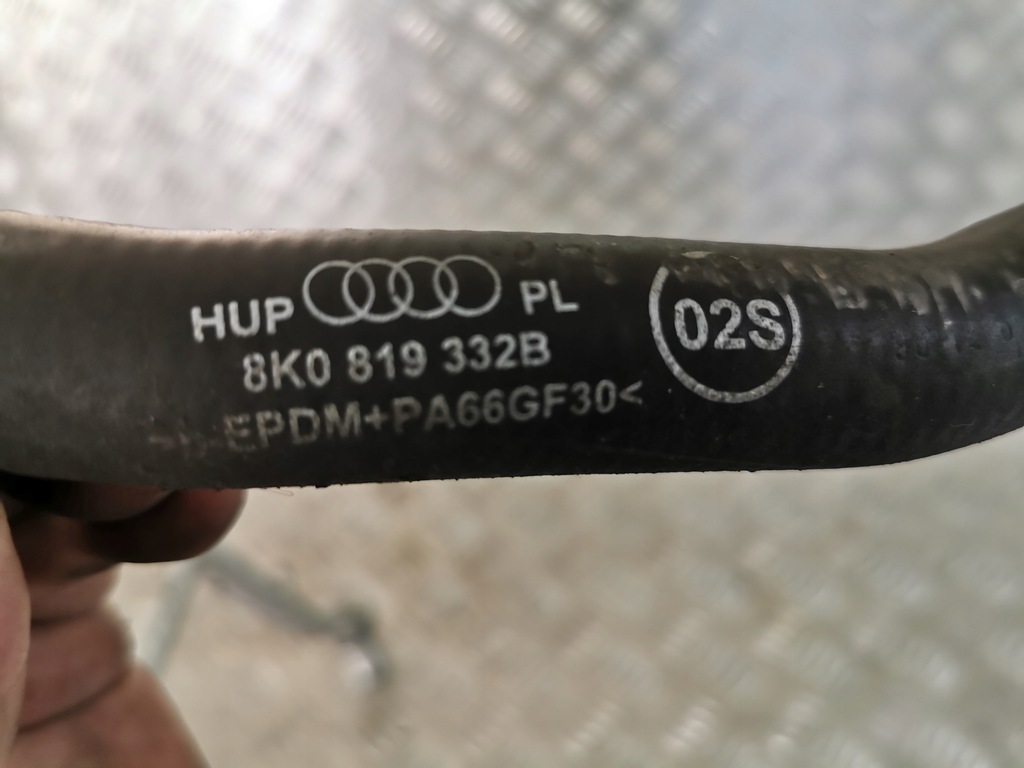 HUP PL
8K0 819 332B
EPDM+PA66GF30<
02S